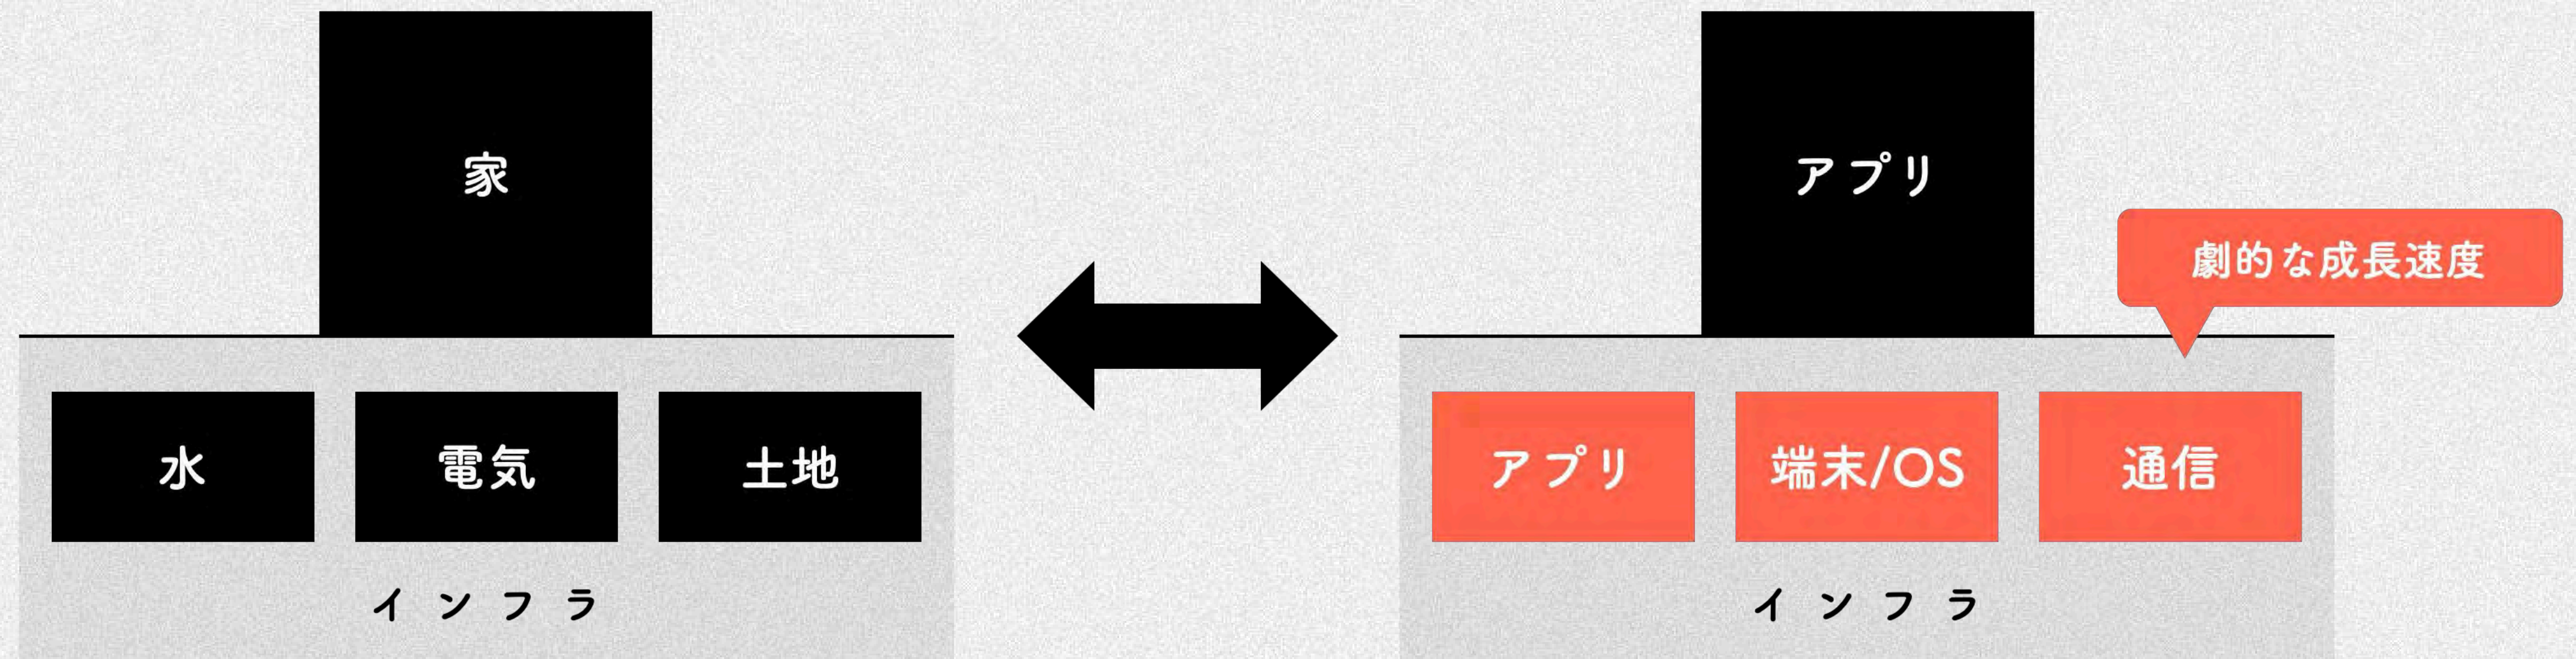 家
水
電気
土地
インフラ
アプリ
劇的な成長速度
アプリ
端末/OS
通信
インフラ